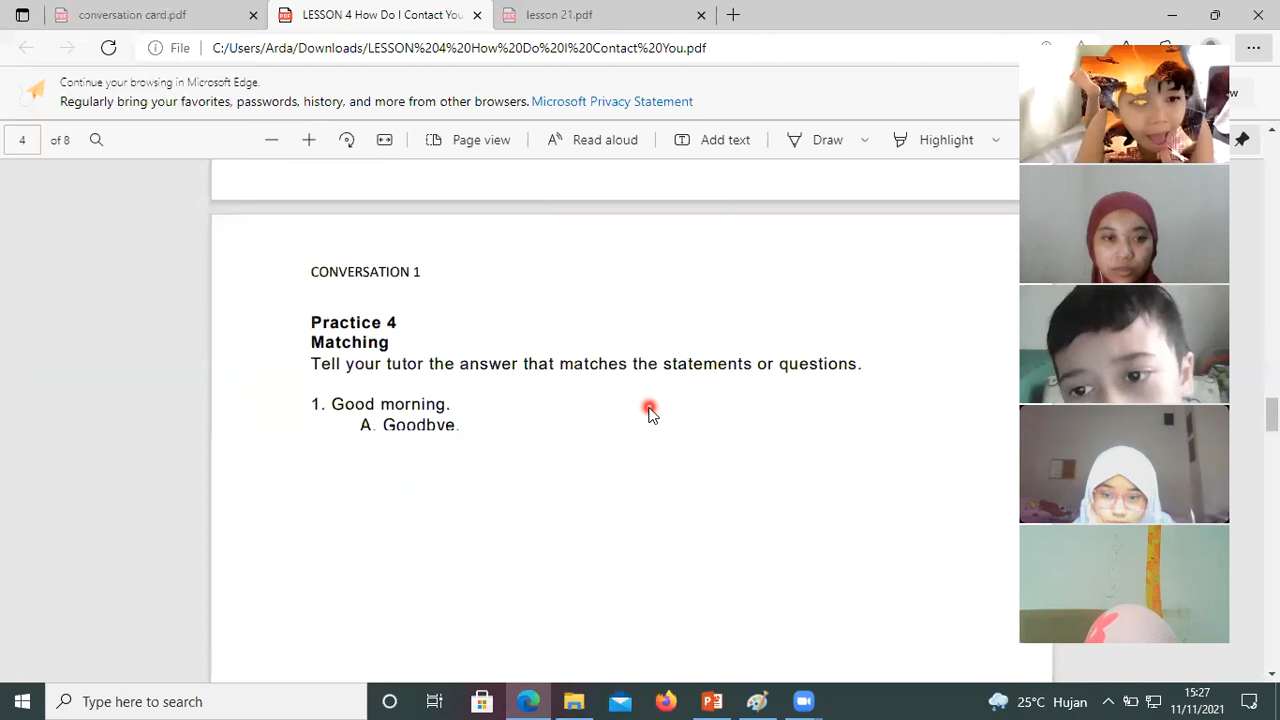 conversation card.pdf
LESSON 4 How Do I Contact You
lesson 21.pdf
File
C:/Users/Arda/Downloads/LESSON%204%20How%20Do%20I%20Contact%20You.pdf
Continue your browsing in Microsoft Edge.
Regularly bring your favorites, passwords, history, and more from other browsers. Microsoft Privacy Statement
4 of 8
Page view
Read aloud
Add text
Draw
Highlight
CONVERSATION 1
Practice 4
Matching
Tell your tutor the answer that matches the statements or questions.
1. Good morning.
A. Goodbye.
Type here to search
25°C Hujan
15:27
11/11/2021